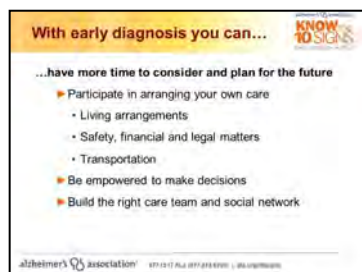 alzheimer's association
KNOW
10 SIGNS
With early diagnosis you can…
…have more time to consider and plan for the future
Participate in arranging your own care
• Living arrangements
• Safety, financial and legal matters
• Transportation
Be empowered to make decisions
Build the right care team and social network
alzheimer's association